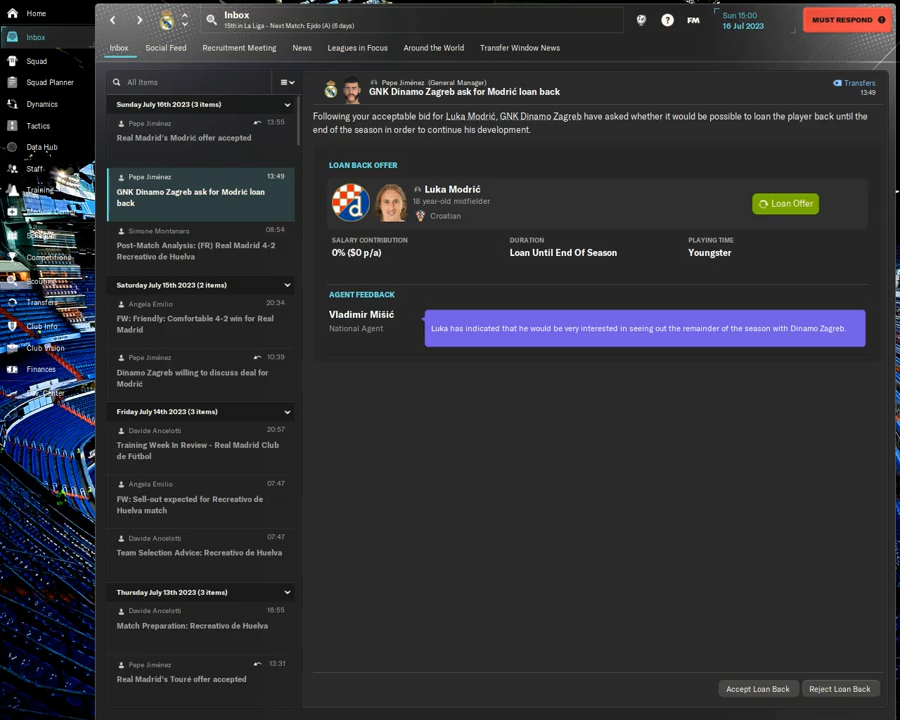 Home
Inbox
Squad
Squad Planner
Dynamics
Tactics
Data Hub
Staff
Training
Competitions
Scouting
Transfers
Club Info
Club Vision
Finances
Inbox
15th in La Liga - Next Match: Ejido (A) (6 days)
FM
Sun 15:00
16 Jul 2023
MUST RESPOND
Inbox
Social Feed
Recruitment Meeting
News
Leagues in Focus
Around the World
Transfer Window News
All Items
Sunday July 16th 2023 (3 items)
Pepe Jiménez 13:55
Real Madrid's Modrić offer accepted
Pepe Jiménez 13:49
GNK Dinamo Zagreb ask for Modrić loan
back
Simone Montanaro 08:54
Post-Match Analysis: (FR) Real Madrid 4-2
Recreativo de Huelva
Saturday July 15th 2023 (2 items)
Angela Emilio 20:34
FW: Friendly: Comfortable 4-2 win for Real
Madrid
Pepe Jiménez 10:39
Dinamo Zagreb willing to discuss deal for
Modrić
Friday July 14th 2023 (3 items)
Davide Ancelotti 20:57
Training Week In Review - Real Madrid Club
de Fútbol
Angela Emilio 07:47
FW: Sell-out expected for Recreativo de
Huelva match
Davide Ancelotti 07:47
Team Selection Advice: Recreativo de Huelva
Thursday July 13th 2023 (3 items)
Davide Ancelotti 16:55
Match Preparation: Recreativo de Huelva
Pepe Jiménez 13:31
Real Madrid's Touré offer accepted
Pepe Jiménez (General Manager)
GNK Dinamo Zagreb ask for Modrić loan back
Transfers
13:49
Following your acceptable bid for Luka Modrić, GNK Dinamo Zagreb have asked whether it would be possible to loan the player back until the
end of the season in order to continue his development.
LOAN BACK OFFER
Luka Modrić
18 year-old midfielder
Croatian
Loan Offer
SALARY CONTRIBUTION
0% ($0 p/a)
DURATION
Loan Until End Of Season
PLAYING TIME
Youngster
AGENT FEEDBACK
Vladimir Mišić
National Agent
Luka has indicated that he would be very interested in seeing out the remainder of the season with Dinamo Zagreb.
Accept Loan Back
Reject Loan Back